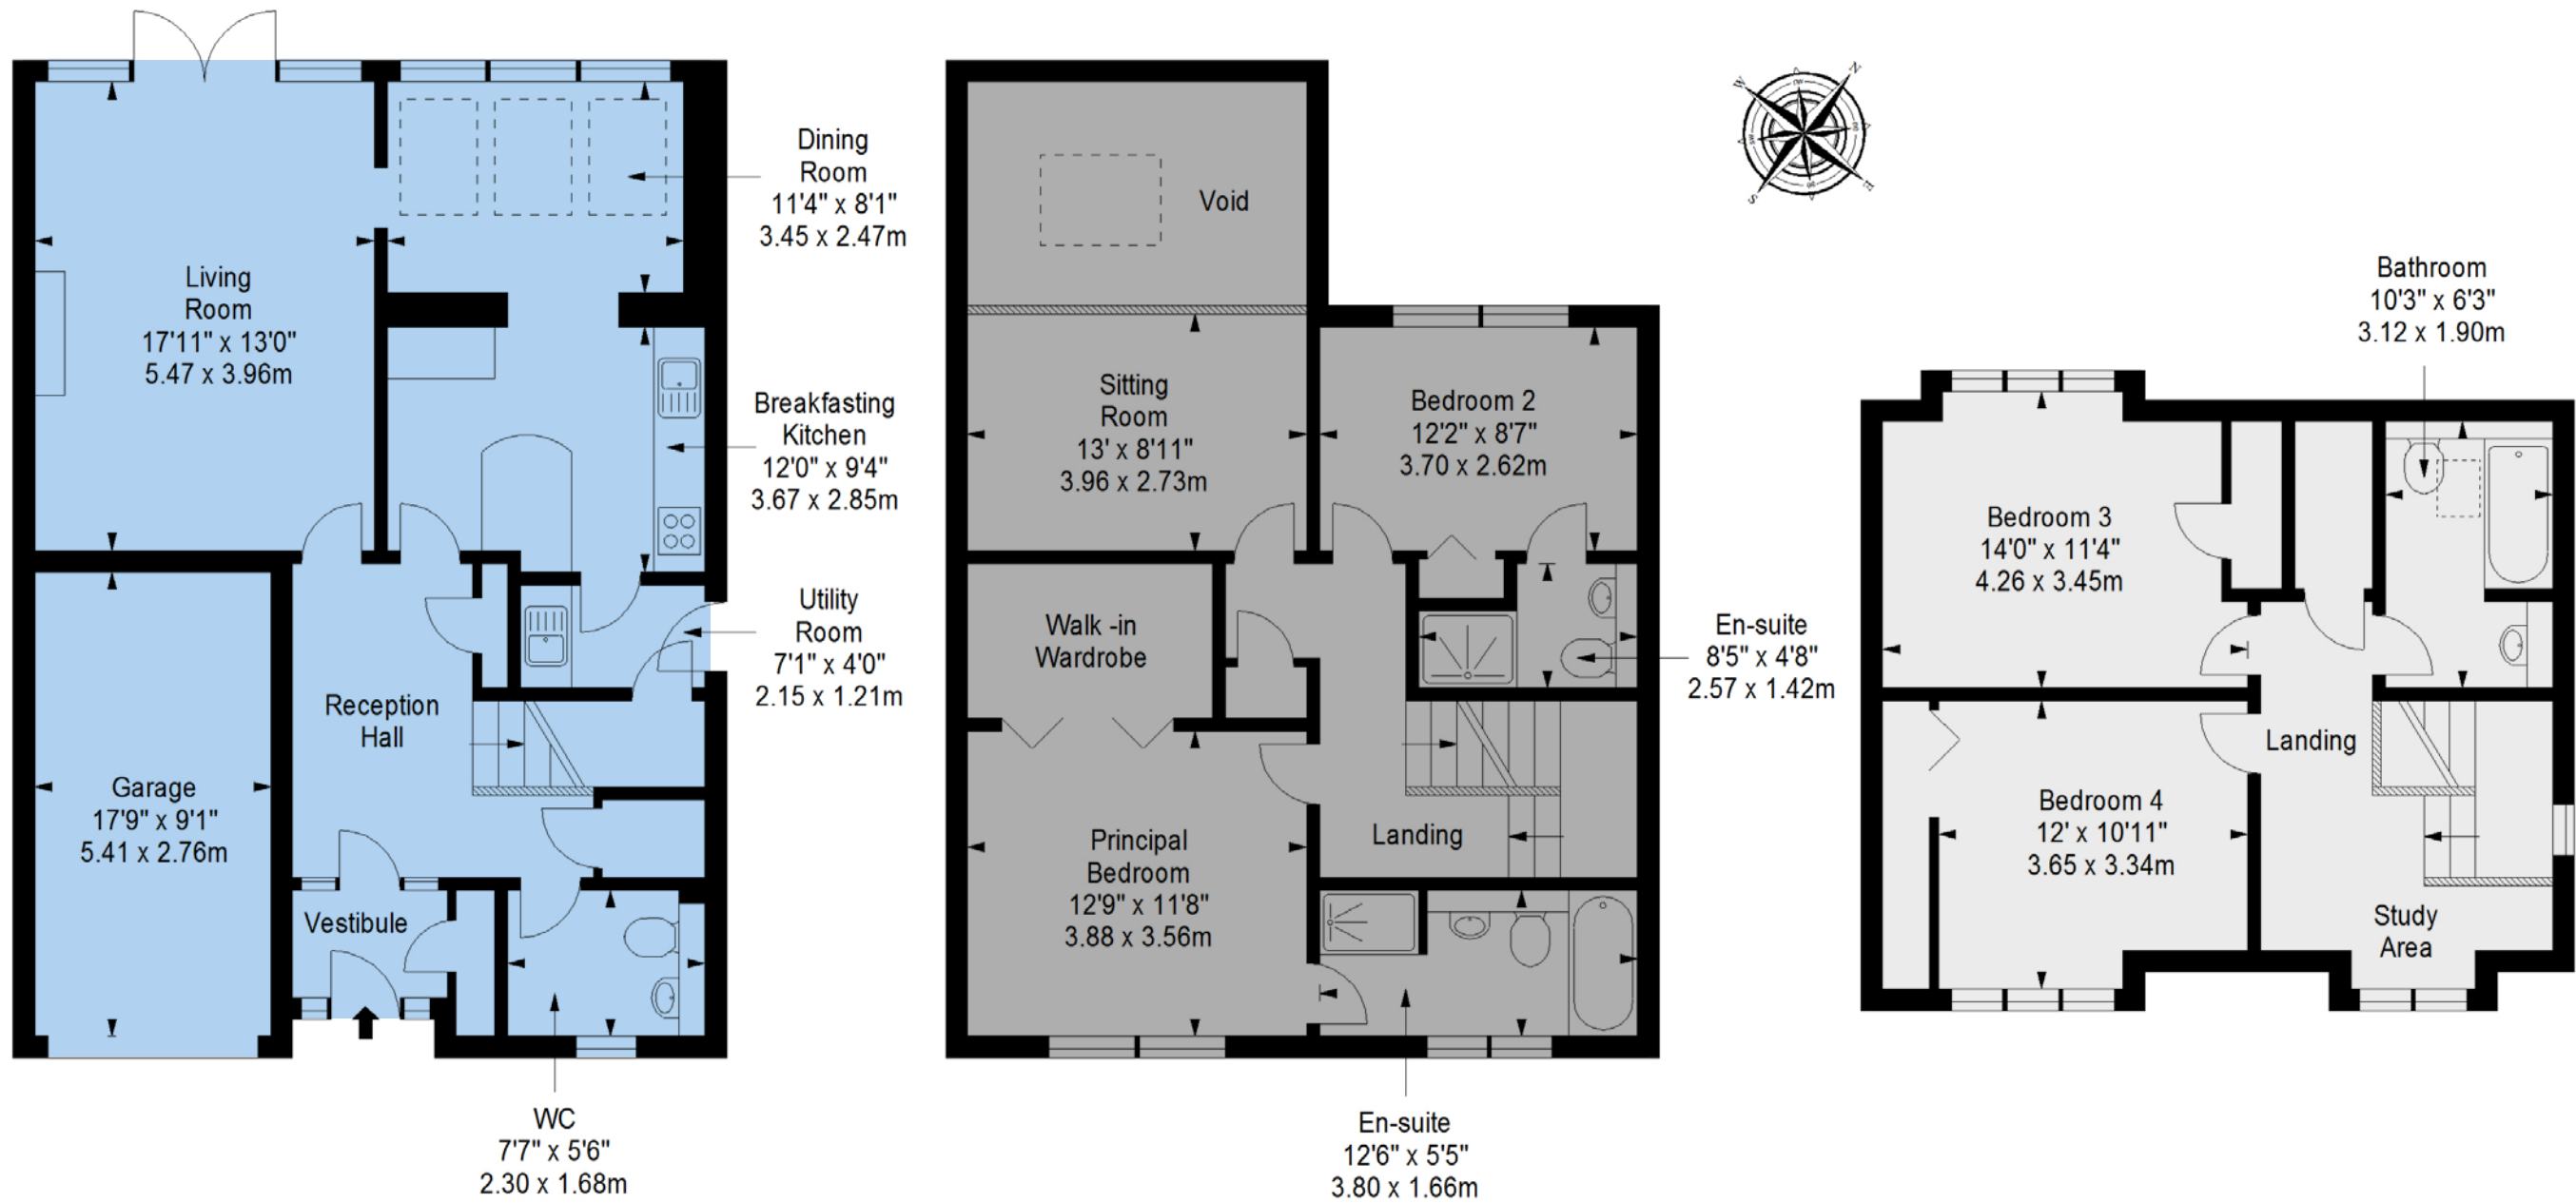 Dining
Room
11'4" x 8'1"
3.45 x 2.47m
Living
Room
17'11" x 13'0"
5.47 x 3.96m
Breakfasting
Kitchen
12'0" x 9'4"
3.67 x 2.85m
Utility
Room
7'1" x 4'0"
2.15 x 1.21m
Reception
Hall
Garage
17'9" x 9'1"
5.41 x 2.76m
Vestibule
WC
7'7" x 5'6"
2.30 x 1.68m
Void
Sitting
Room
13' x 8'11"
3.96 x 2.73m
Bedroom 2
12'2" x 8'7"
3.70 x 2.62m
Walk -in
Wardrobe
En-suite
8'5" x 4'8"
2.57 x 1.42m
Principal
Bedroom
12'9" x 11'8"
3.88 x 3.56m
Landing
En-suite
12'6" x 5'5"
3.80 x 1.66m
W
N
S
E
Bathroom
10'3" x 6'3"
3.12 x 1.90m
Bedroom 3
14'0" x 11'4"
4.26 x 3.45m
Landing
Bedroom 4
12' x 10'11"
3.65 x 3.34m
Study
Area